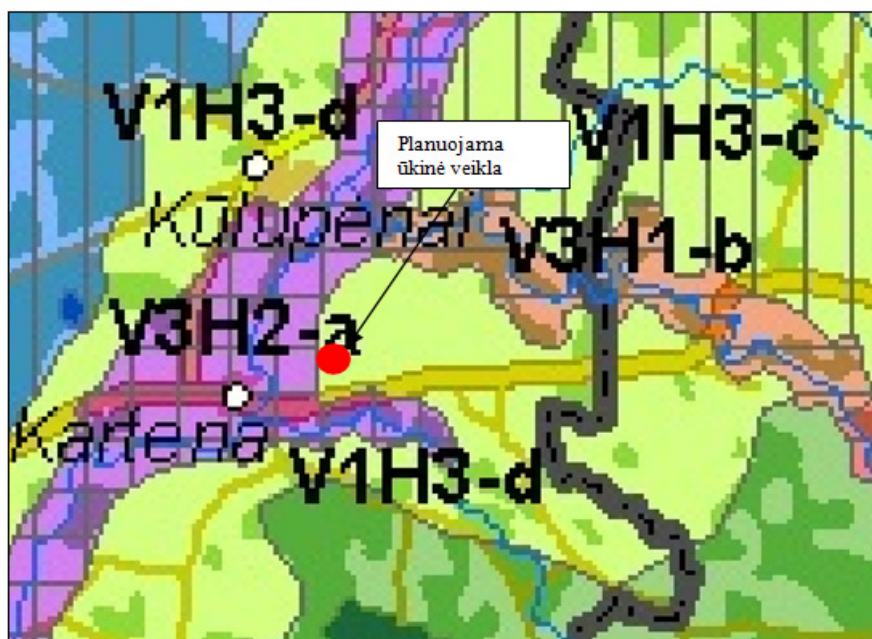 V1H3-d
Planuojama
ūkinė veikla
V1H3-c
Kūlupėnai
V3H1-b
V3H2-a
Kartena
V1H3-d